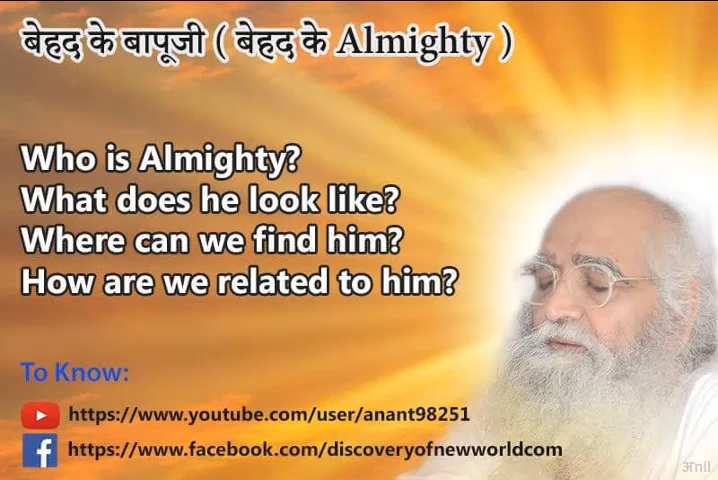 बेहद के बापूजी ( बेहद के Almighty )
Who is Almighty?
What does he look like?
Where can we find him?
How are we related to him?
To Know:
https://www.youtube.com/user/anant98251
https://www.facebook.com/discoveryofnewworldcom
अnil